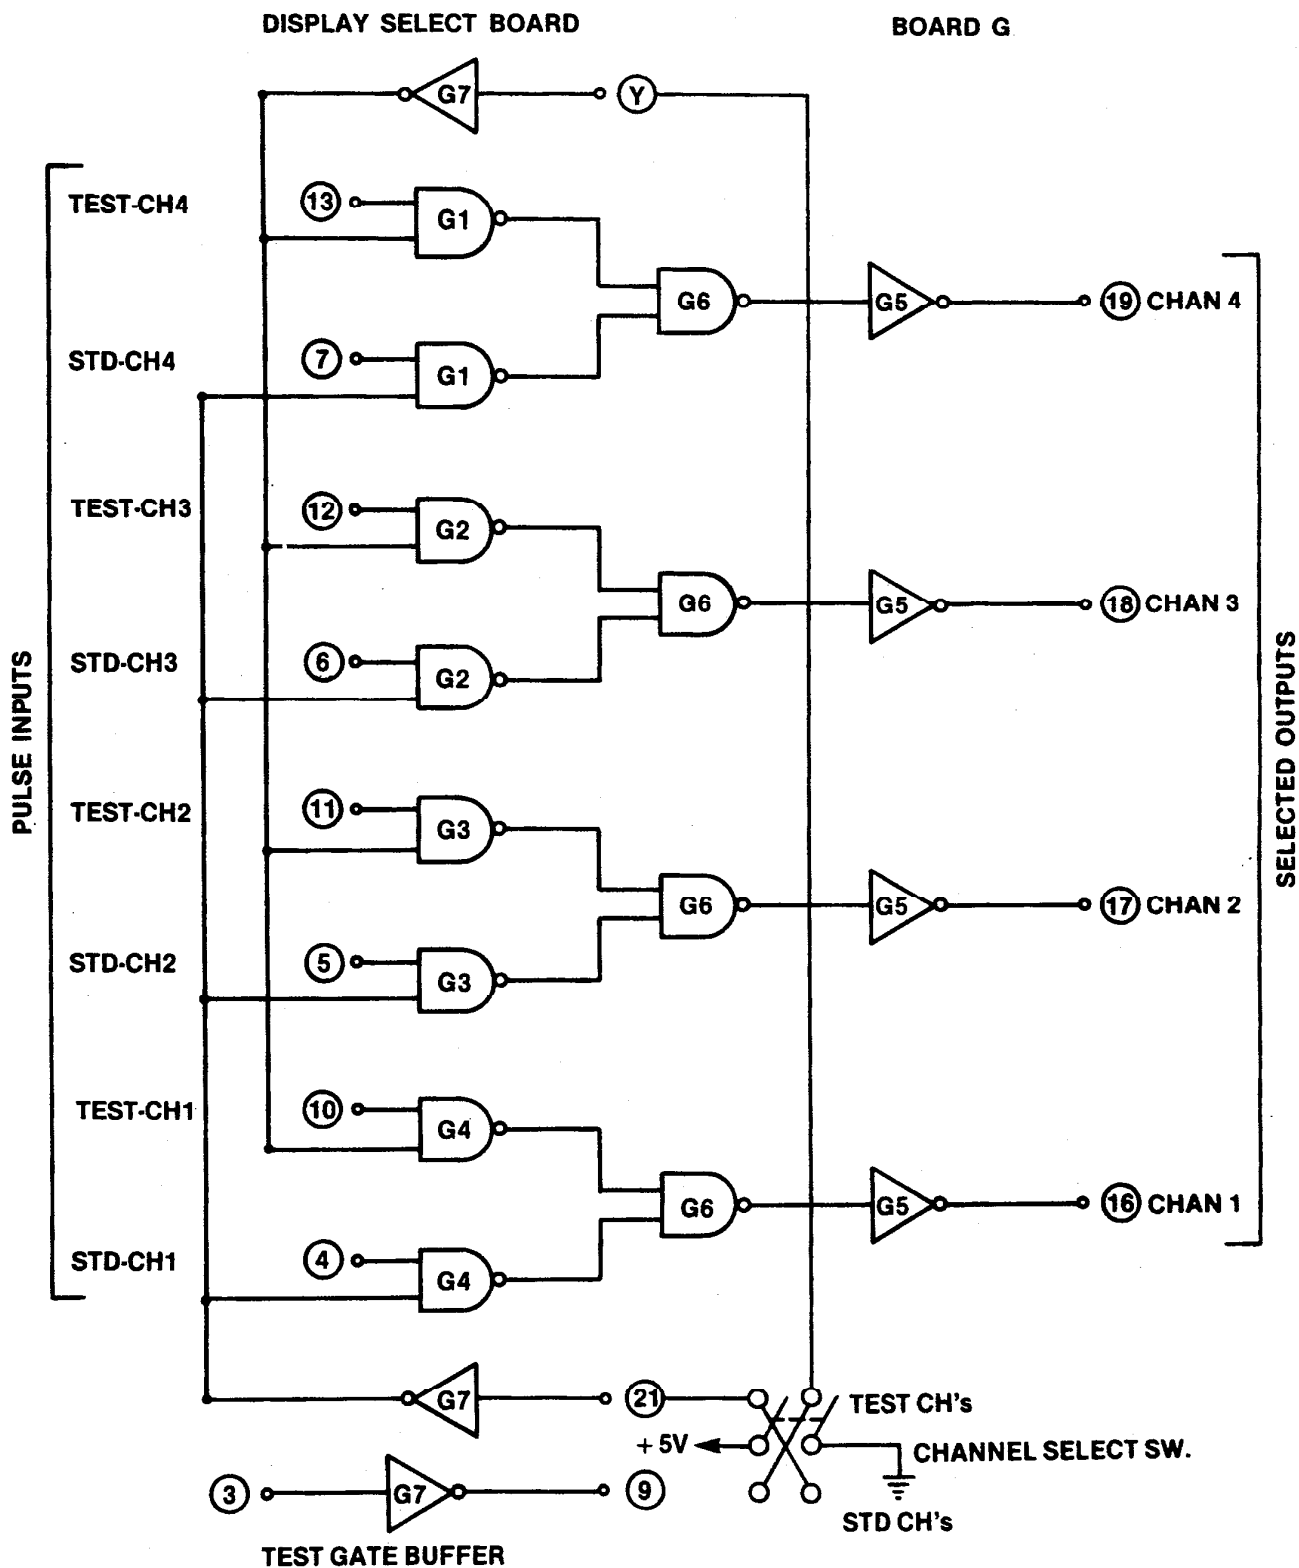 DISPLAY SELECT BOARD
BOARD G
G7
Y
TEST-CH4
13
G1
G6
G5
19 CHAN 4
STD-CH4
7
G1
TEST-CH3
12
G2
G6
G5
18 CHAN 3
STD-CH3
6
G2
PULSE INPUTS
SELECTED OUTPUTS
TEST-CH2
11
G3
G6
G5
17 CHAN 2
STD-CH2
5
G3
TEST-CH1
10
G4
G6
G5
16 CHAN 1
STD-CH1
4
G4
G7
21
TEST CH's
+ 5V
CHANNEL SELECT SW.
3
G7
9
STD CH's
TEST GATE BUFFER